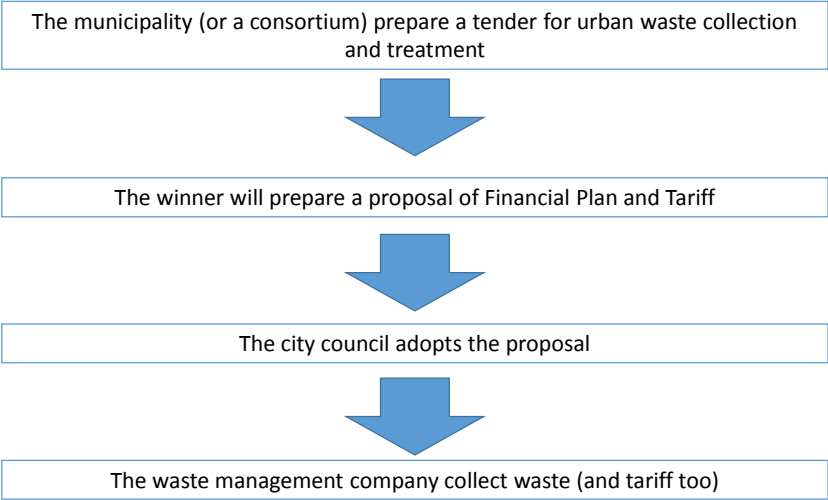 The municipality (or a consortium) prepare a tender for urban waste collection
and treatment
The winner will prepare a proposal of Financial Plan and Tariff
The city council adopts the proposal
The waste management company collect waste (and tariff too)